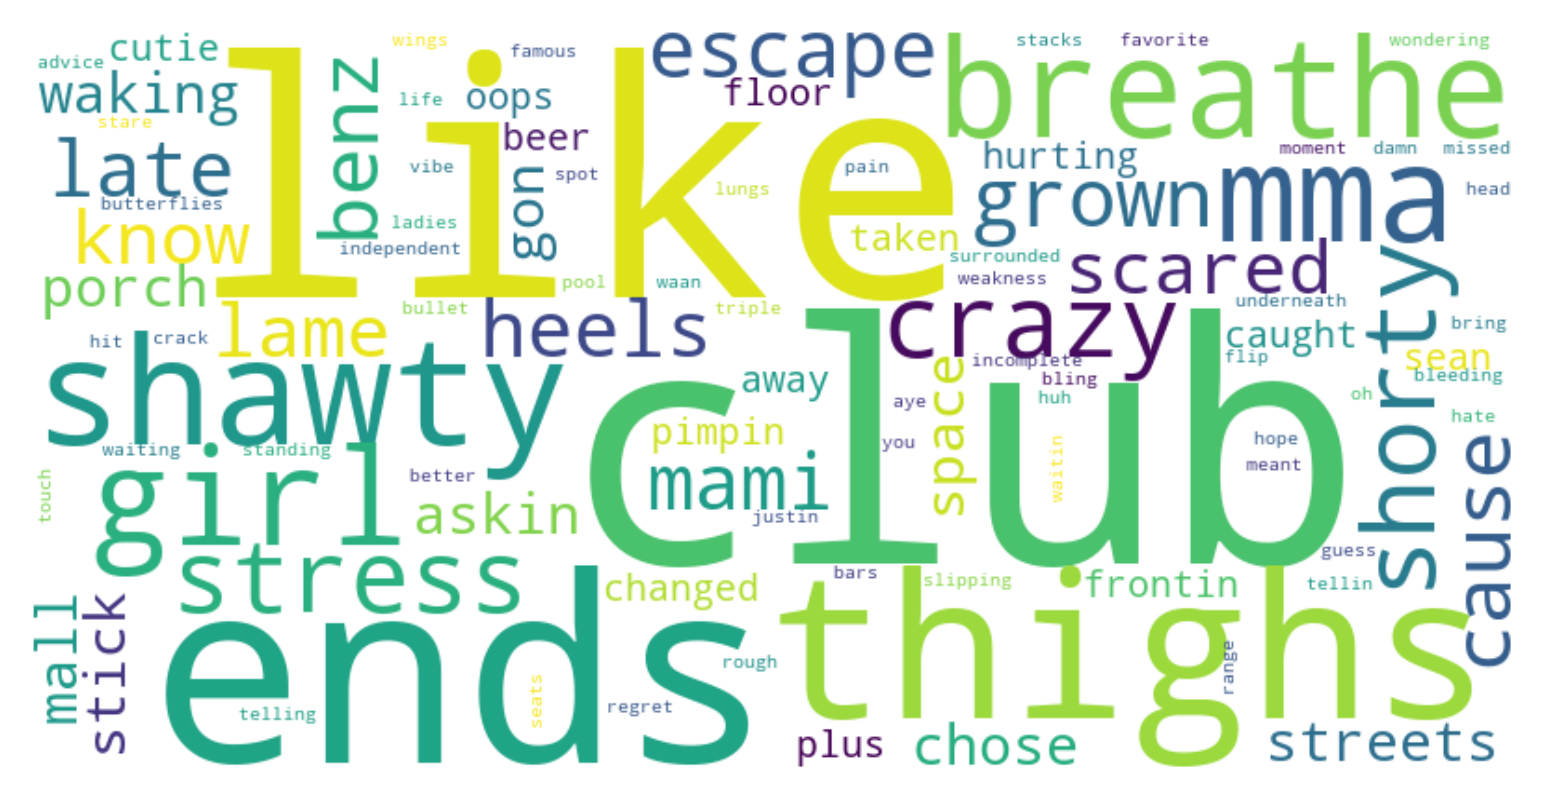 like
club
ends
thighs
breathe
shawty
girl
escape
crazy
mma
shorty
stress
scared
grown
cause
mami
heels
late
know
lame
waking
benz
porch
askin
space
chose
streets
stick
mall
caught
frontin
changed
pimpin
hurting
cutie
gon
oops
beer
floor
taken
away
sean
plus
advice
stare
butterflies
wings
famous
life
vibe
spot
ladies
independent
stacks
favorite
wondering
moment
damn
missed
head
pain
lungs
surrounded
weakness
pool
waan
bullet
triple
underneath
bring
hit
crack
flip
bleeding
incomplete
bling
huh
aye
you
oh
hate
hope
meant
waitin
waiting
standing
better
touch
justin
guess
tellin
bars
slipping
rough
regret
seats
telling
range